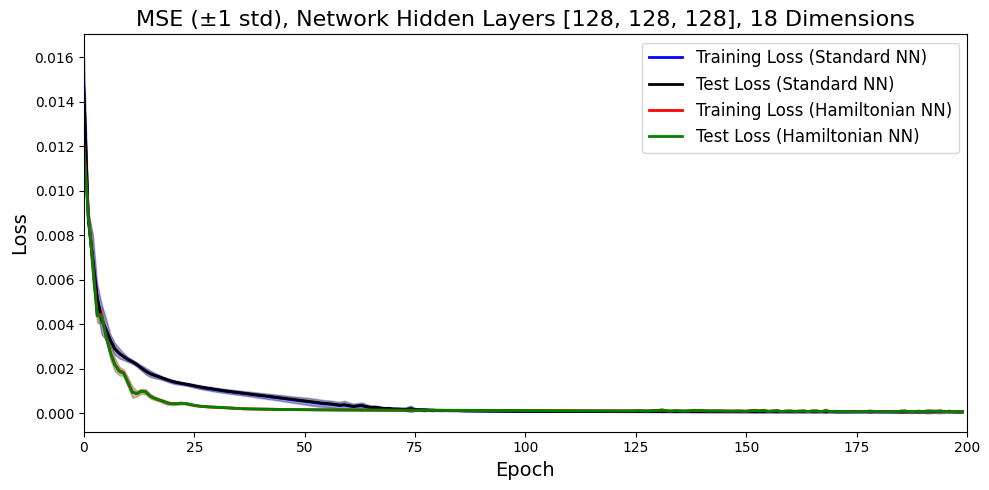 MSE (±1 std), Network Hidden Layers [128, 128, 128], 18 Dimensions
Training Loss (Standard NN)
Test Loss (Standard NN)
Training Loss (Hamiltonian NN)
Test Loss (Hamiltonian NN)
Loss
0.016
0.014
0.012
0.010
0.008
0.006
0.004
0.002
0.000
0 25 50 75 100 125 150 175 200
Epoch